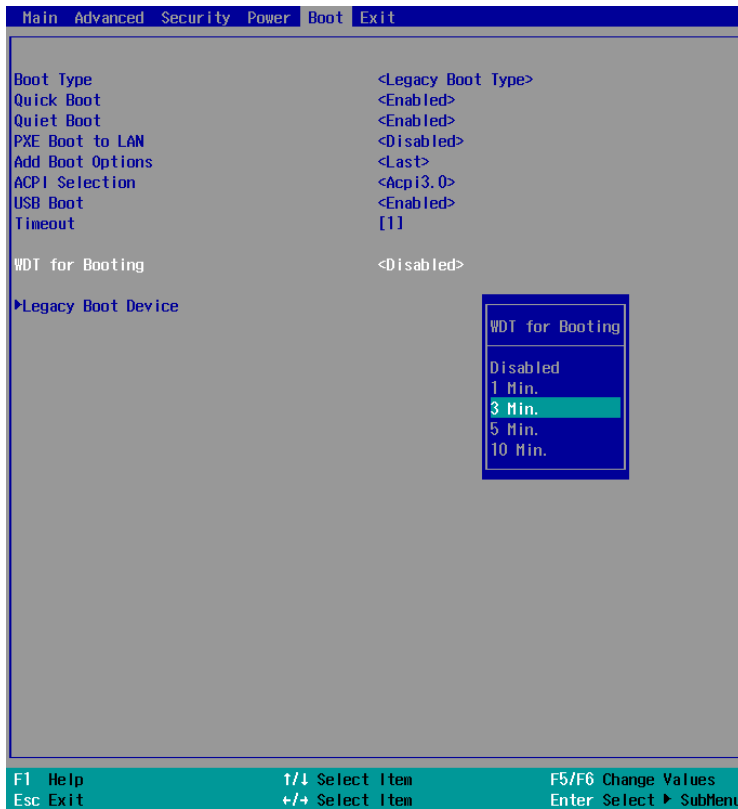 Main Advanced Security Power Boot Exit
Boot Type <Legacy Boot Type>
Quick Boot <Enabled>
Quiet Boot <Enabled>
PXE Boot to LAN <Disabled>
Add Boot Options <Last>
ACPI Selection <Acpi3.0>
USB Boot <Enabled>
Timeout [1]
WDT for Booting <Disabled>
▶Legacy Boot Device
WDT for Booting
Disabled
1 Min.
3 Min.
5 Min.
10 Min.
F1 Help ↑/↓ Select Item F5/F6 Change Values
Esc Exit ←/→ Select Item Enter Select ▶ SubMenu